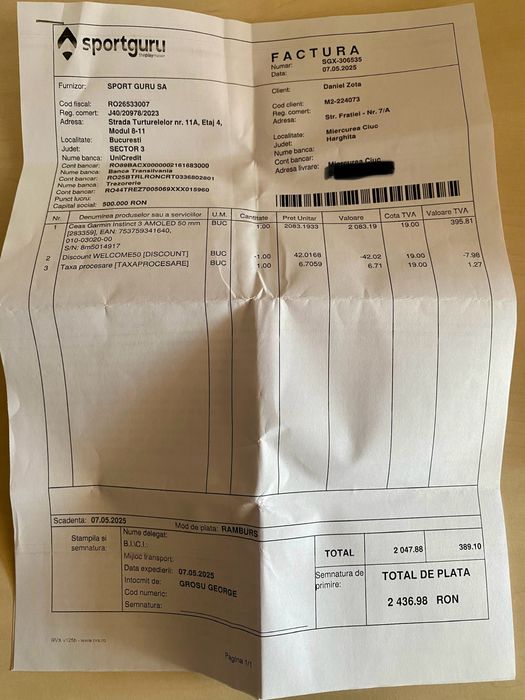 sportguru
theplaymaker
FACTURA
Numar: SGX-306535
Data: 07.05.2025
Furnizor: SPORT GURU SA
Cod fiscal: RO26533007
Reg. comert: J40/20978/2023
Adresa: Strada Turturelelor nr. 11A, Etaj 4,
Modul 8-11
Localitate: Bucuresti
Judet: SECTOR 3
Nume banca: UniCredit
Cont bancar: RO89BACX0000002161683000
Nume banca: Banca Transilvania
Cont bancar: RO25BTRLRONCRT0336802801
Nume banca: Trezorerie
Cont bancar: RO44TREZ7005069XXX015960
Punct lucru:
Capital social: 500.000 RON
Client: Daniel Zota
Cod client: M2-224073
Reg. comert:
Adresa: Str. Fratiei - Nr. 7/A
Localitate: Miercurea Ciuc
Judet: Harghita
Nume banca:
Cont bancar:
Adresa livrare: Miercurea Ciuc
Nr. Denumirea produselor sau a serviciilor U.M. Cantitate Pret Unitar Valoare Cota TVA Valoare TVA
1 Ceas Garmin Instinct 3 AMOLED 50 mm BUC 1.00 2083.1933 2 083.19 19.00 395.81
[283359], EAN: 753759341640,
010-03020-00
S/N: 8m5014917
2 Discount WELCOME50 [DISCOUNT] BUC -1.00 42.0168 -42.02 19.00 -7.98
3 Taxa procesare [TAXAPROCESARE] BUC 1.00 6.7059 6.71 19.00 1.27
Scadenta: 07.05.2025 Mod de plata: RAMBURS
Stampila si
semnatura:
Nume delegat:
B.I./C.I.:
Mijloc transport:
Data expedierii: 07.05.2025
Intocmit de: GROSU GEORGE
Cod numeric:
Semnatura:
TOTAL 2 047.88 389.10
Semnatura de
primire:
TOTAL DE PLATA
2 436.98 RON
Pagina 1/1